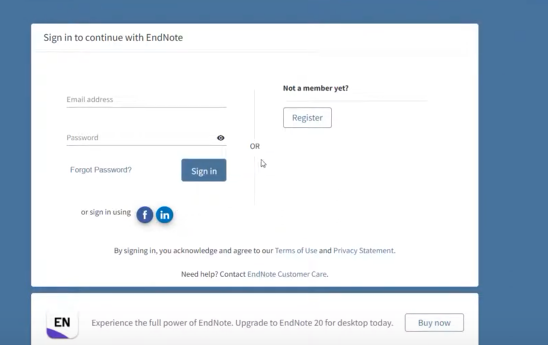 Sign in to continue with EndNote
Email address
Password
Forgot Password?
Sign in
or sign in using
f
in
OR
Not a member yet?
Register
By signing in, you acknowledge and agree to our Terms of Use and Privacy Statement.
Need help? Contact EndNote Customer Care.
EN
Experience the full power of EndNote. Upgrade to EndNote 20 for desktop today.
Buy now